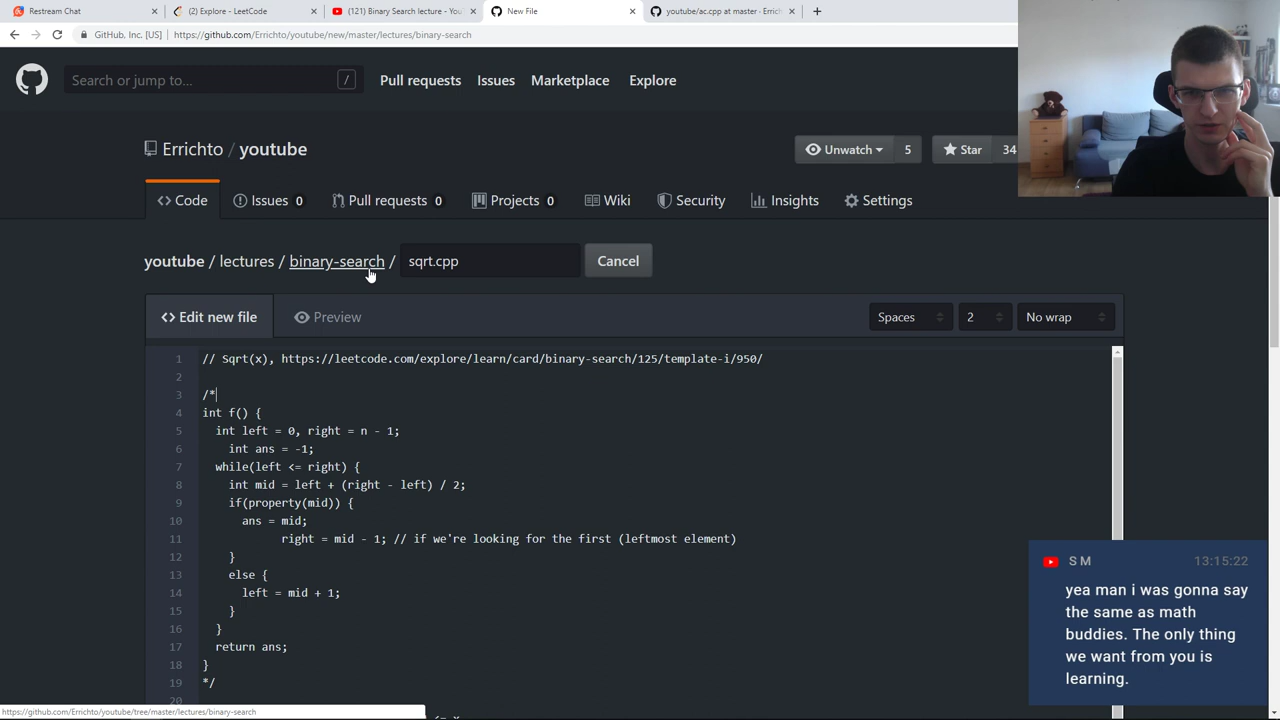 Restream Chat
(2) Explore - LeetCode
(121) Binary Search lecture - You
New File
youtube/ac.cpp at master · Errich
GitHub, Inc. [US]
https://github.com/Errichto/youtube/new/master/lectures/binary-search
Search or jump to...
/
Pull requests
Issues
Marketplace
Explore
Errichto / youtube
Unwatch
5
Star
34
<> Code
Issues 0
Pull requests 0
Projects 0
Wiki
Security
Insights
Settings
youtube / lectures / binary-search /
sqrt.cpp
Cancel
<> Edit new file
Preview
Spaces
2
No wrap
1 // Sqrt(x), https://leetcode.com/explore/learn/card/binary-search/125/template-i/950/
2
3 /*
4 int f() {
5 int left = 0, right = n - 1;
6 int ans = -1;
7 while(left <= right) {
8 int mid = left + (right - left) / 2;
9 if(property(mid)) {
10 ans = mid;
11 right = mid - 1; // if we're looking for the first (leftmost element)
12 }
13 else {
14 left = mid + 1;
15 }
16 }
17 return ans;
18 }
19 */
20
S M
13:15:22
yea man i was gonna say
the same as math
buddies. The only thing
we want from you is
learning.
https://github.com/Errichto/youtube/tree/master/lectures/binary-search